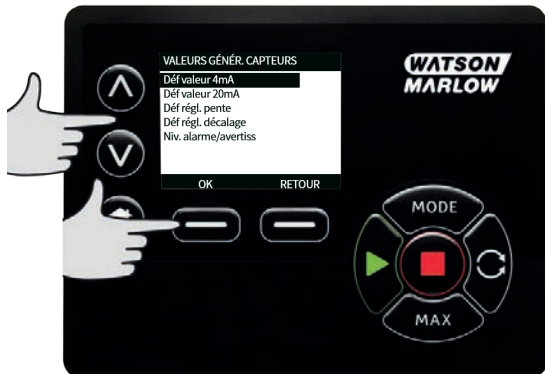 VALEURS GÉNÉR. CAPTEURS
WATSON
MARLOW
Déf valeur 4mA
Déf valeur 20mA
Déf régl. pente
Déf régl. décalage
Niv. alarme/avertiss
OK RETOUR
MODE
MAX